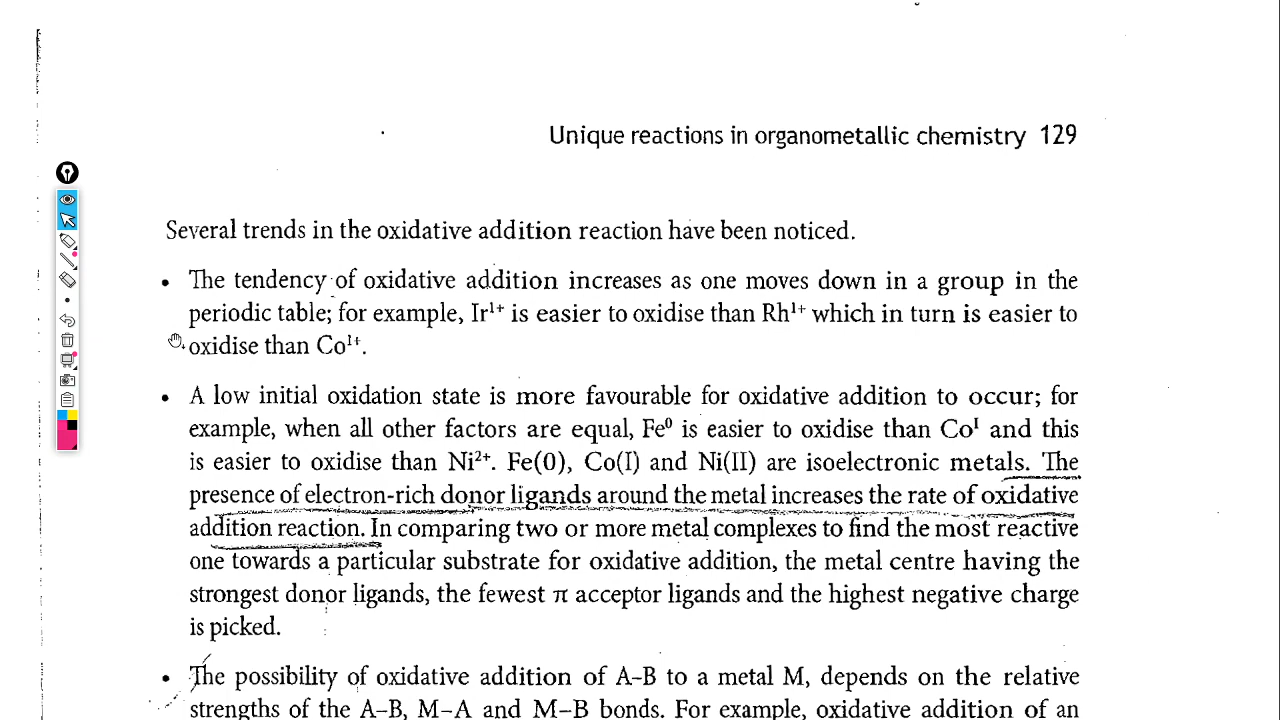 Unique reactions in organometallic chemistry 129
Several trends in the oxidative addition reaction have been noticed.
• The tendency of oxidative addition increases as one moves down in a group in the
periodic table; for example, Ir¹⁺ is easier to oxidise than Rh¹⁺ which in turn is easier to
oxidise than Co¹⁺.
• A low initial oxidation state is more favourable for oxidative addition to occur; for
example, when all other factors are equal, Fe⁰ is easier to oxidise than Coᴵ and this
is easier to oxidise than Ni²⁺. Fe(0), Co(I) and Ni(II) are isoelectronic metals. The
presence of electron-rich donor ligands around the metal increases the rate of oxidative
addition reaction. In comparing two or more metal complexes to find the most reactive
one towards a particular substrate for oxidative addition, the metal centre having the
strongest donor ligands, the fewest π acceptor ligands and the highest negative charge
is picked.
• The possibility of oxidative addition of A–B to a metal M, depends on the relative
strengths of the A–B, M–A and M–B bonds. For example, oxidative addition of an